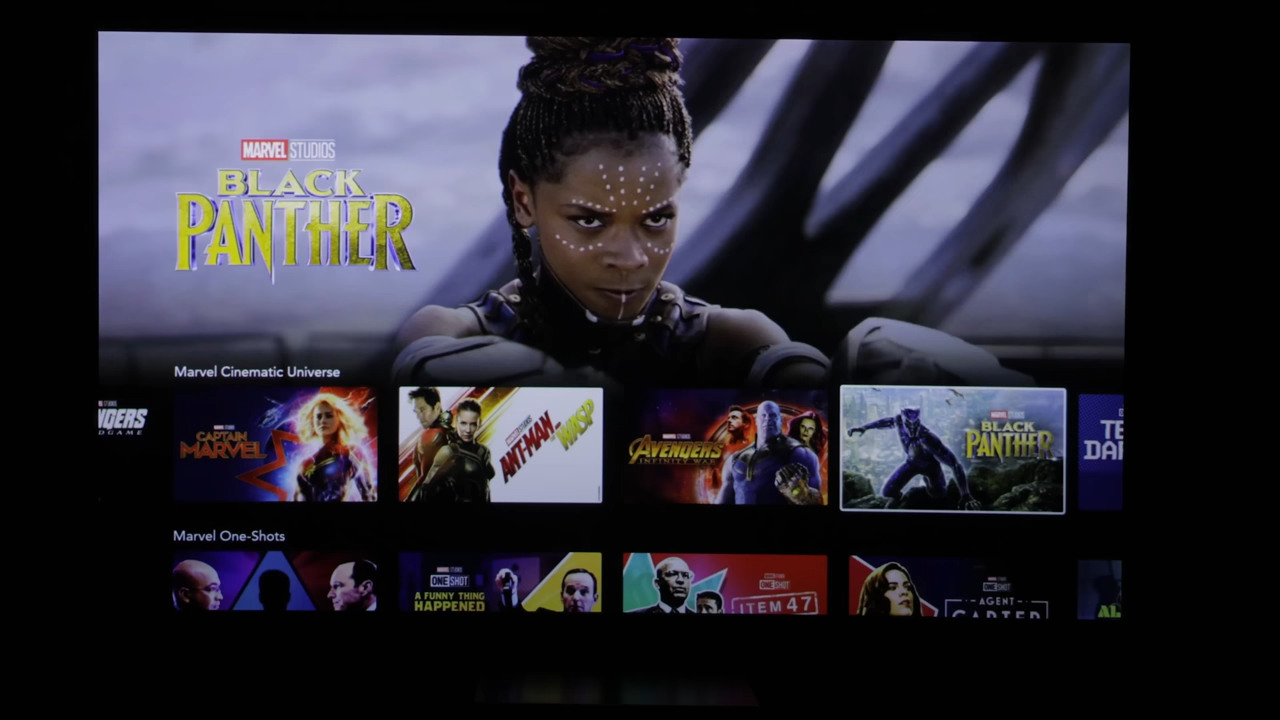 MARVEL STUDIOS
BLACK
PANTHER
Marvel Cinematic Universe
CAPTAIN
MARVEL
ANT-MAN
WASP
AVENGERS
INFINITY WAR
MARVEL STUDIOS
BLACK
PANTHER
Marvel One-Shots
ONE SHOT
A FUNNY THING
HAPPENED
ONE SHOT
ITEM 47
ONE SHOT
AGENT
CARTER